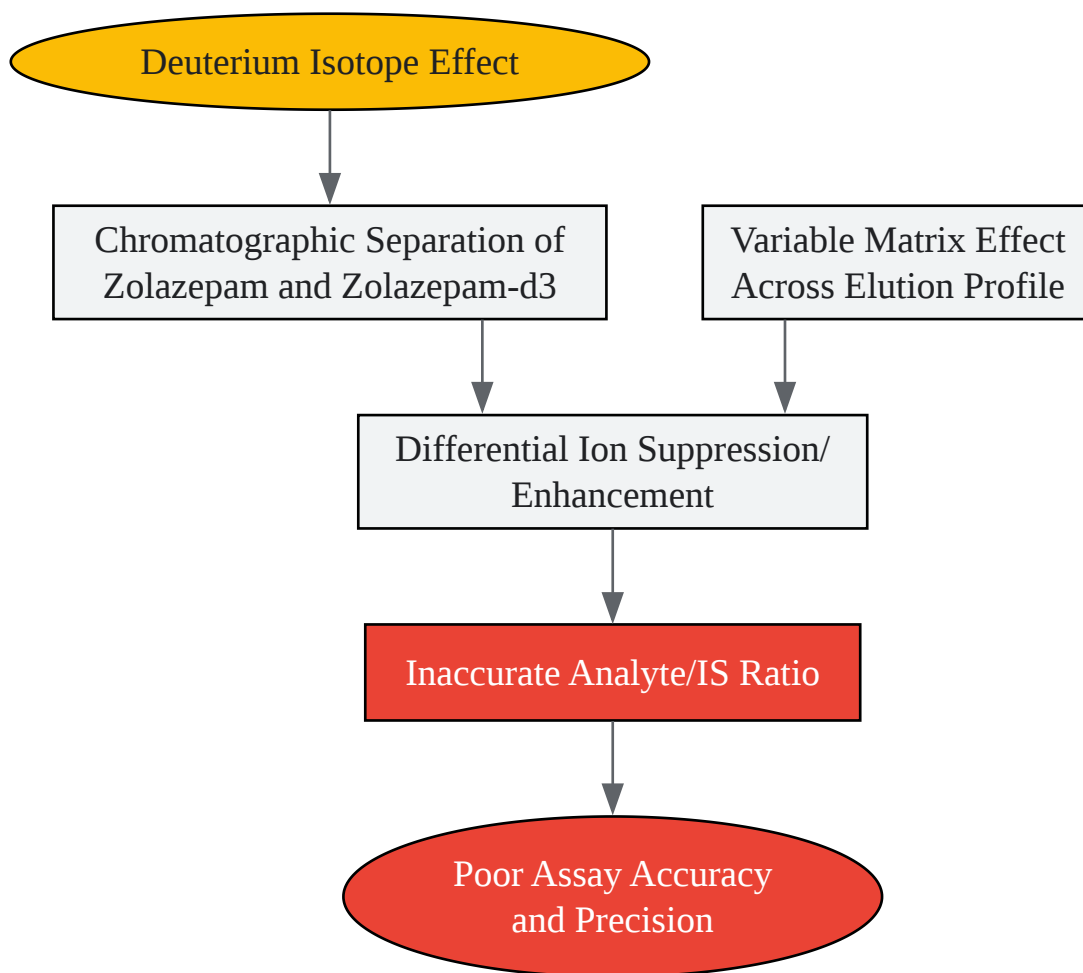 Deuterium Isotope Effect
Chromatographic Separation of
Zolazepam and Zolazepam-d3
Variable Matrix Effect
Across Elution Profile
Differential Ion Suppression/
Enhancement
Inaccurate Analyte/IS Ratio
Poor Assay Accuracy
and Precision